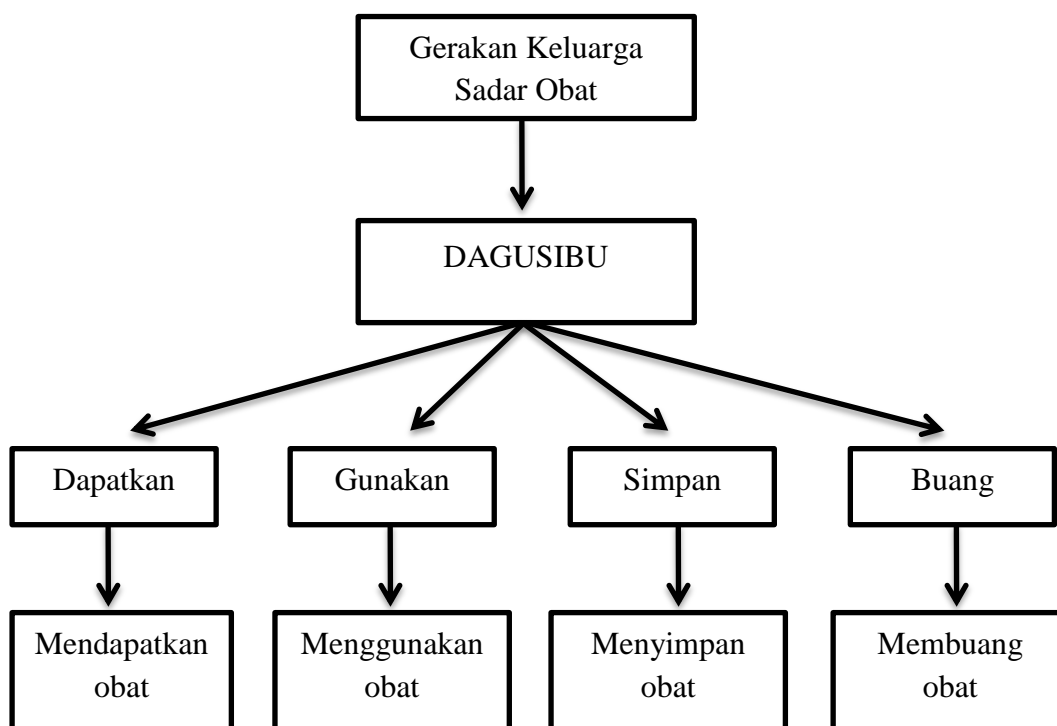 Gerakan Keluarga
Sadar Obat
DAGUSIBU
Dapatkan
Gunakan
Simpan
Buang
Mendapatkan
obat
Menggunakan
obat
Menyimpan
obat
Membuang
obat